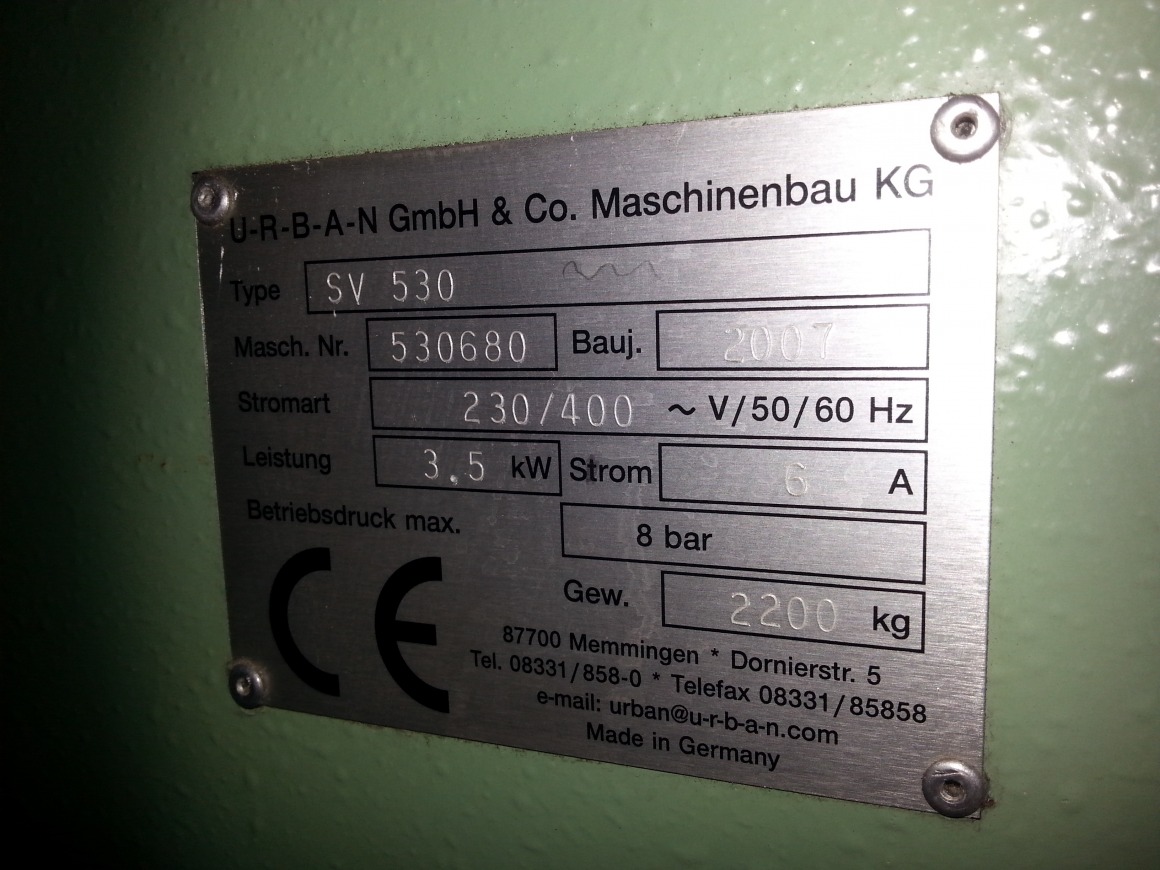 U-R-B-A-N GmbH & Co. Maschinenbau KG
Type SV 530
Masch. Nr. 530680 Bauj. 2007
Stromart 230/400 ~ V/50/60 Hz
Leistung 3.5 kW Strom 6 A
Betriebsdruck max. 8 bar
Gew. 2200 kg
CE
87700 Memmingen * Dornierstr. 5
Tel. 08331/858-0 * Telefax 08331/85858
e-mail: urban@u-r-b-a-n.com
Made in Germany